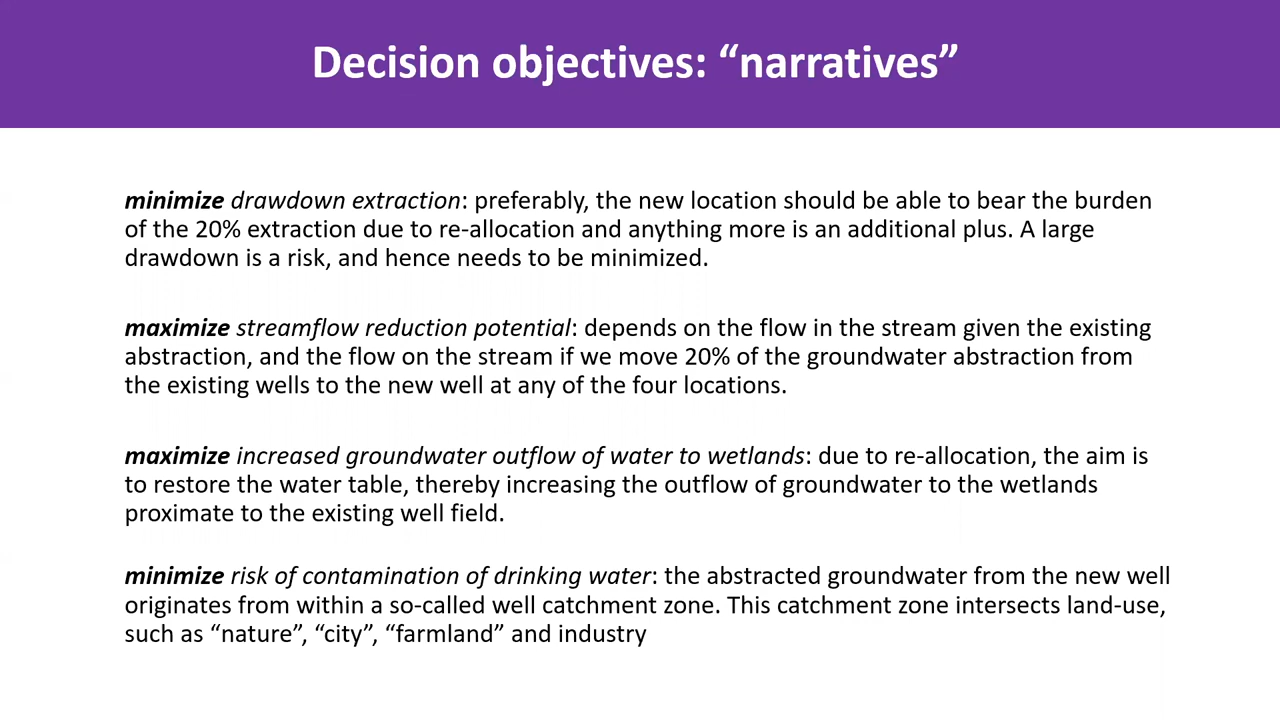 Decision objectives: “narratives”
minimize drawdown extraction: preferably, the new location should be able to bear the burden
of the 20% extraction due to re-allocation and anything more is an additional plus. A large
drawdown is a risk, and hence needs to be minimized.
maximize streamflow reduction potential: depends on the flow in the stream given the existing
abstraction, and the flow on the stream if we move 20% of the groundwater abstraction from
the existing wells to the new well at any of the four locations.
maximize increased groundwater outflow of water to wetlands: due to re-allocation, the aim is
to restore the water table, thereby increasing the outflow of groundwater to the wetlands
proximate to the existing well field.
minimize risk of contamination of drinking water: the abstracted groundwater from the new well
originates from within a so-called well catchment zone. This catchment zone intersects land-use,
such as “nature”, “city”, “farmland” and industry